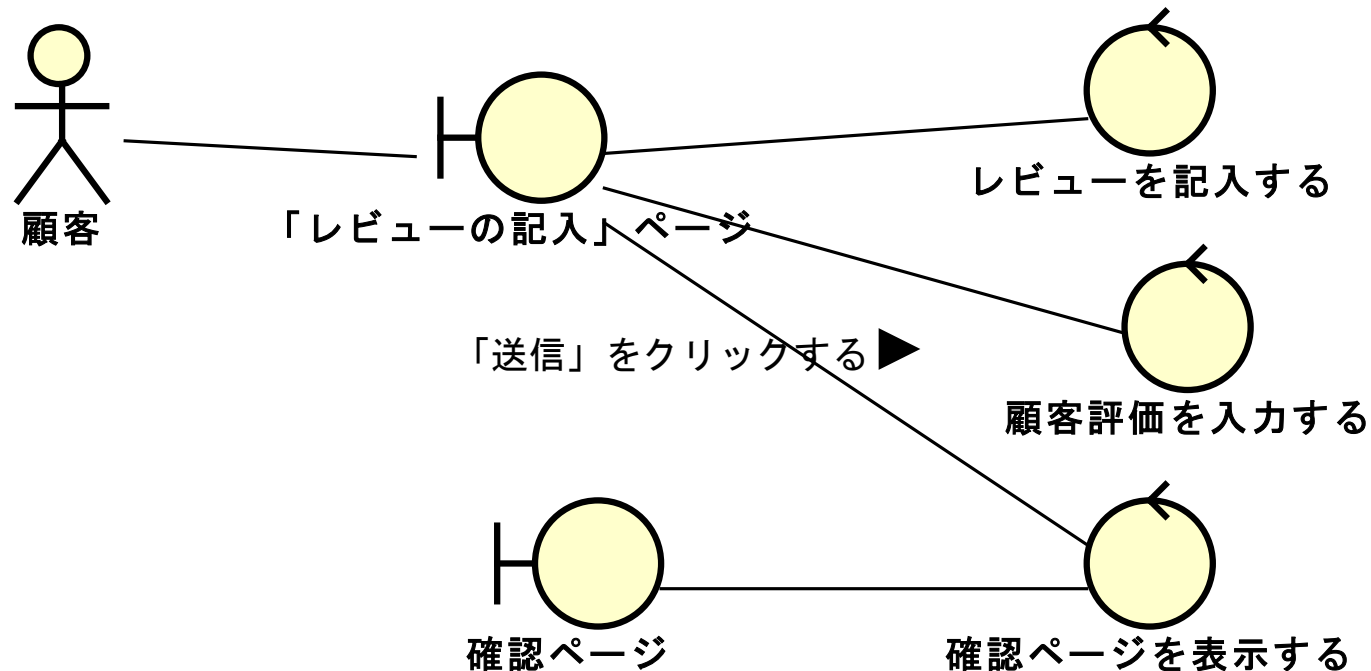 レビューを記入する
顧客
「レビューの記入」ページ
「送信」をクリックする
顧客評価を入力する
確認ページ
確認ページを表示する